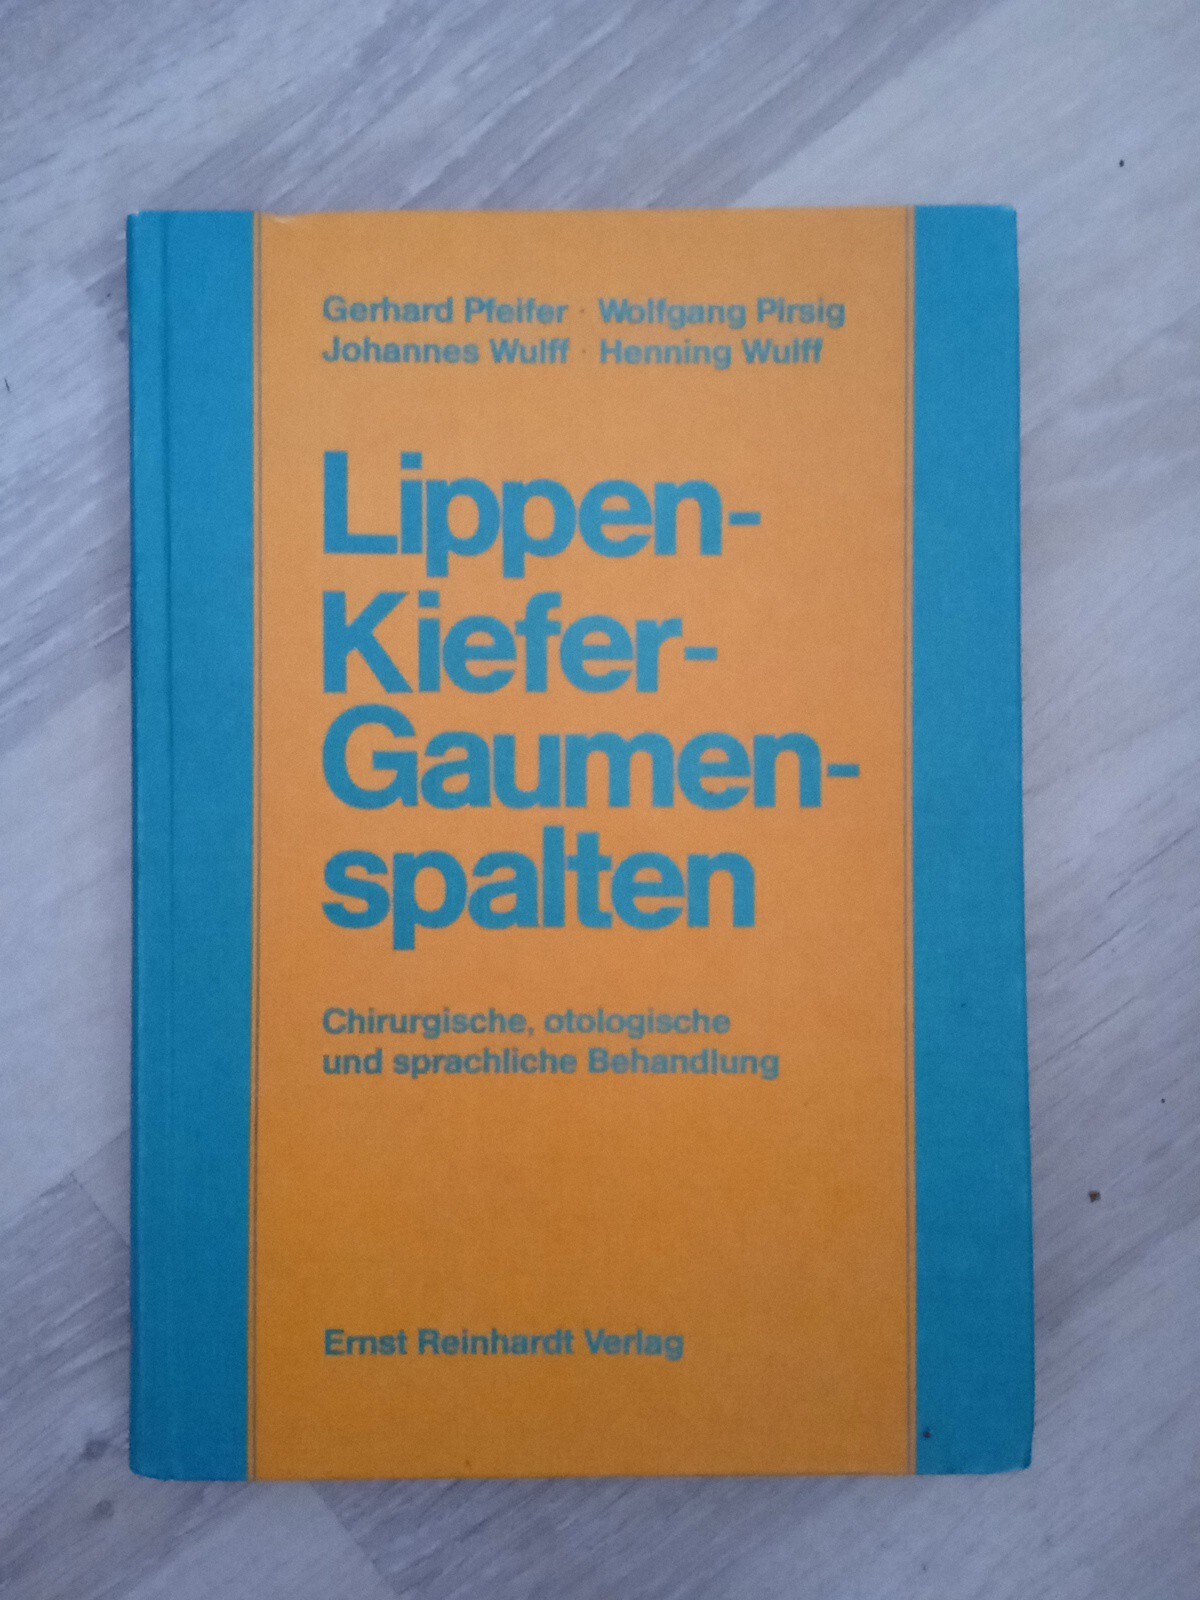 Gerhard Pfeifer · Wolfgang Pirsig
Johannes Wulff · Henning Wulff
Lippen-
Kiefer-
Gaumen-
spalten
Chirurgische, otologische
und sprachliche Behandlung
Ernst Reinhardt Verlag